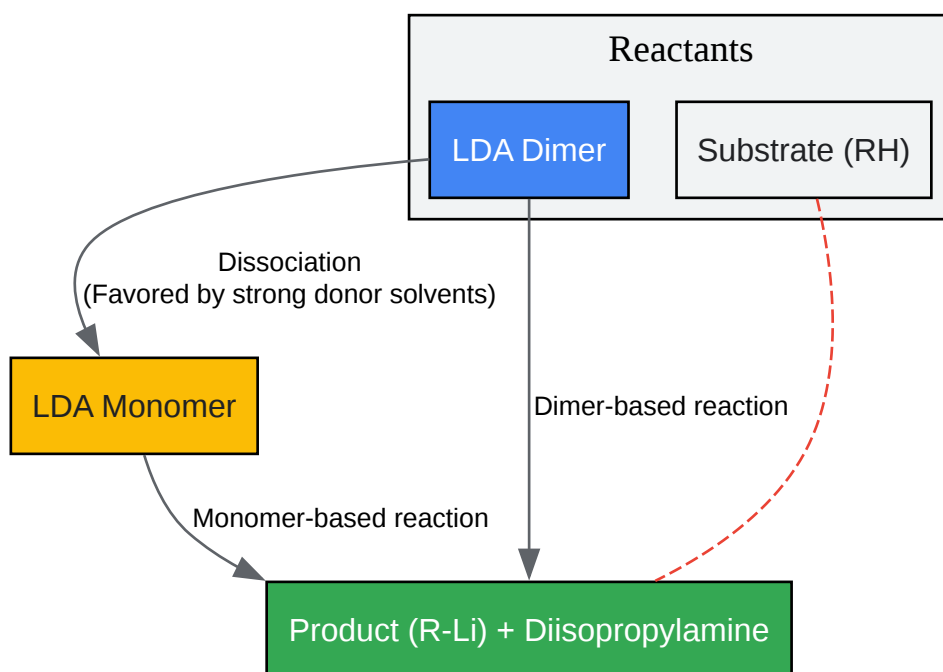 Reactants
LDA Dimer
Substrate (RH)
Dissociation
(Favored by strong donor solvents)
LDA Monomer
Dimer-based reaction
Monomer-based reaction
Product (R-Li) + Diisopropylamine